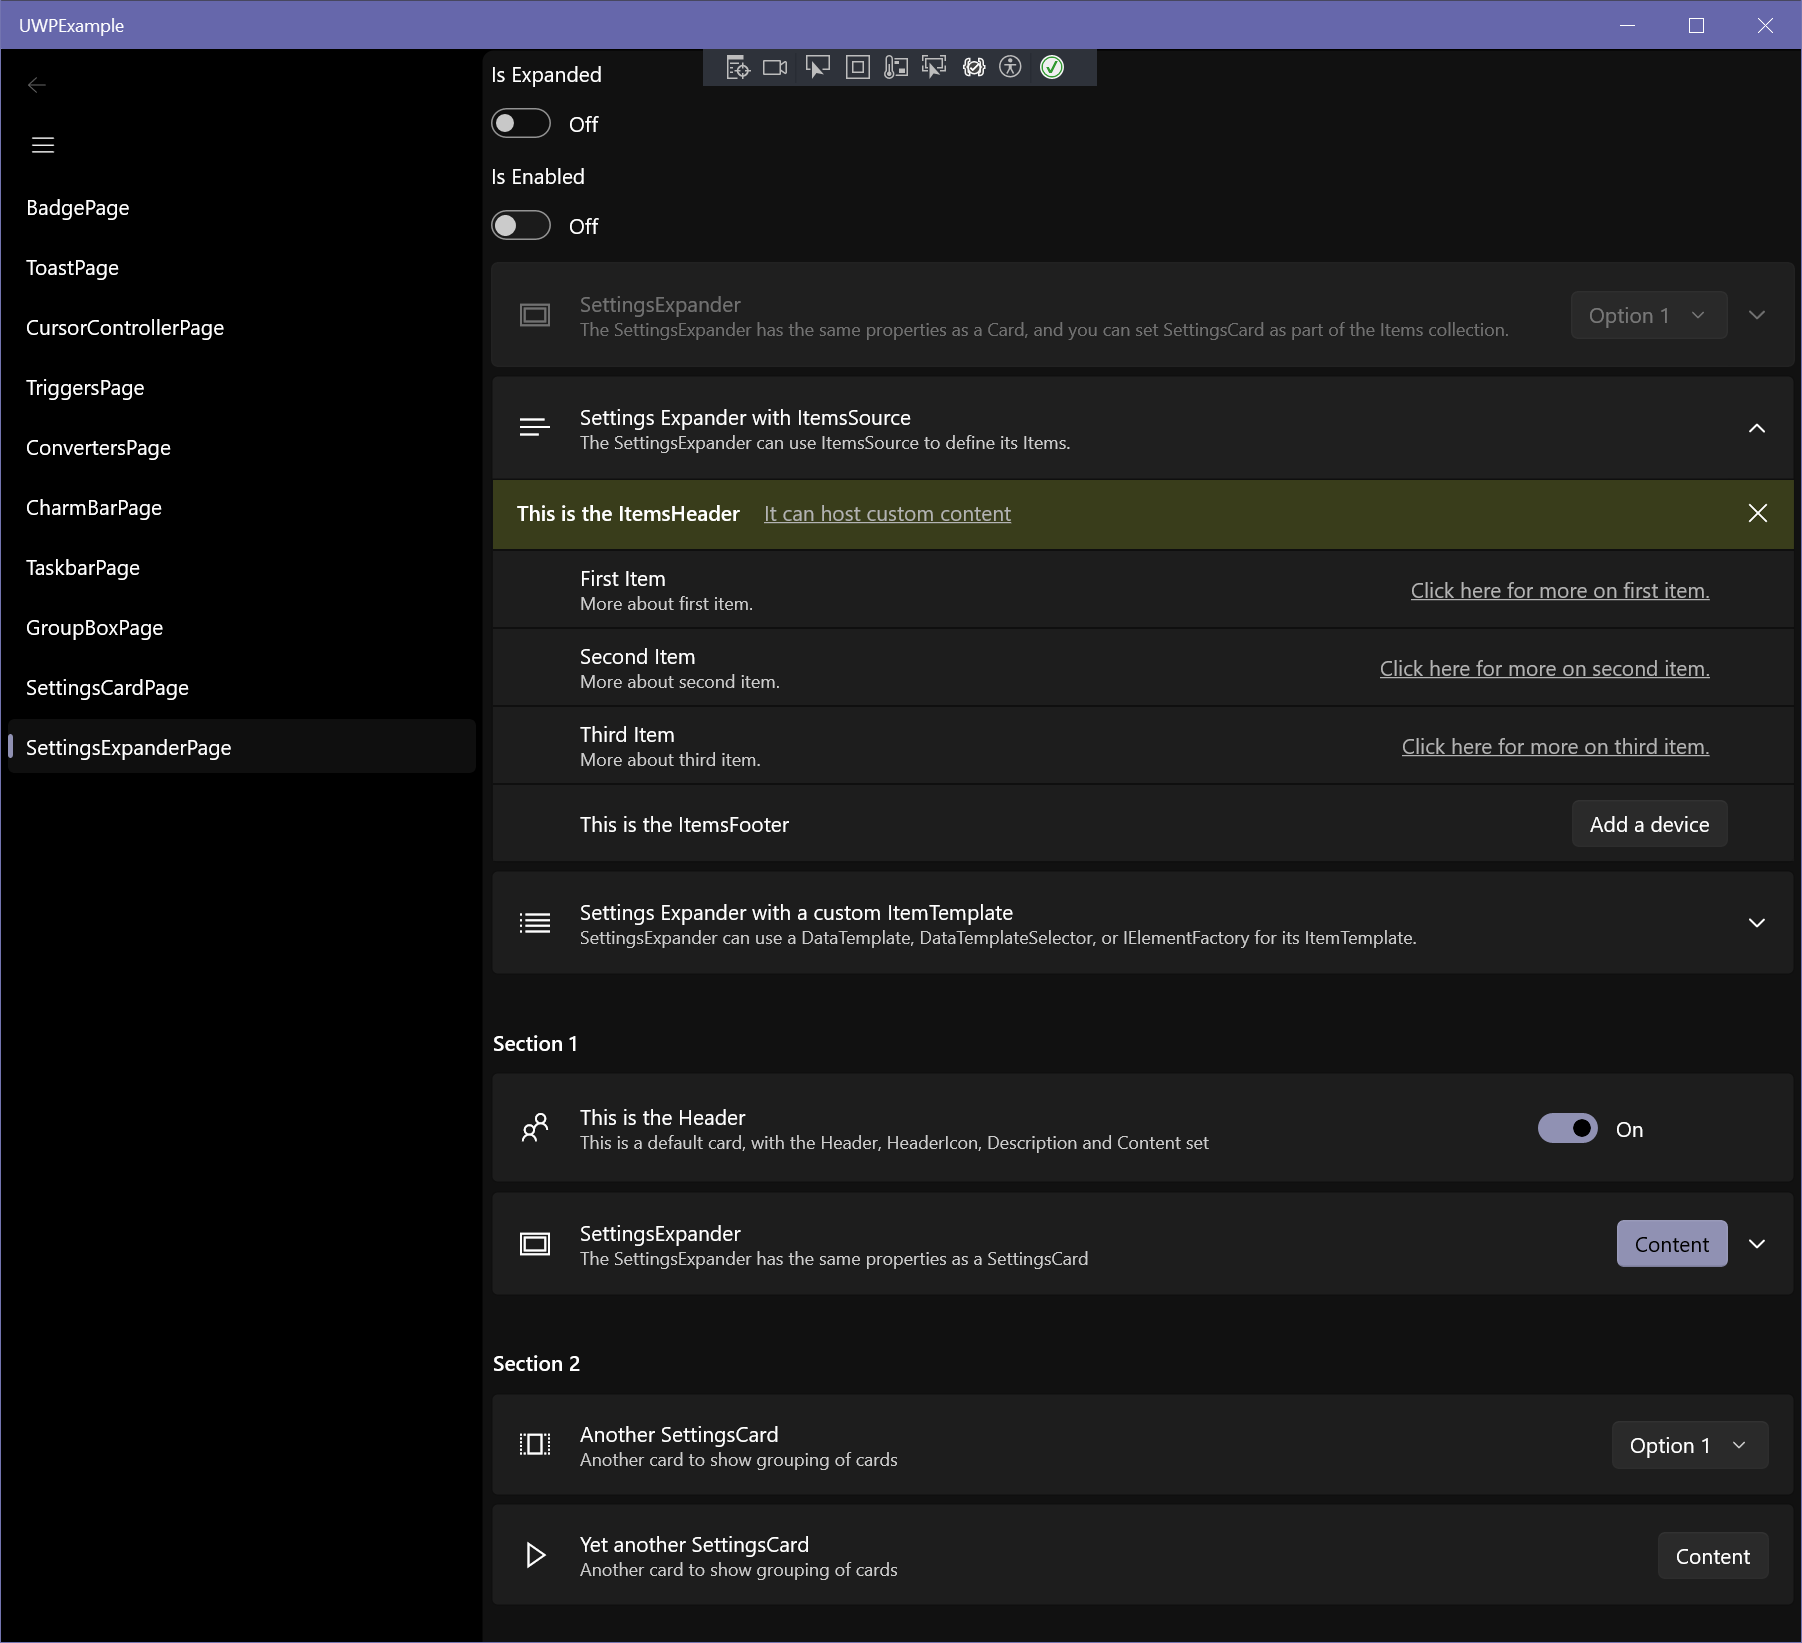 UWPExample
BadgePage
ToastPage
CursorControllerPage
TriggersPage
ConvertersPage
CharmBarPage
TaskbarPage
GroupBoxPage
SettingsCardPage
SettingsExpanderPage
Is Expanded
Off
Is Enabled
Off
SettingsExpander
The SettingsExpander has the same properties as a Card, and you can set SettingsCard as part of the Items collection.
Option 1
Settings Expander with ItemsSource
The SettingsExpander can use ItemsSource to define its Items.
This is the ItemsHeader It can host custom content
First Item
More about first item.
Click here for more on first item.
Second Item
More about second item.
Click here for more on second item.
Third Item
More about third item.
Click here for more on third item.
This is the ItemsFooter
Add a device
Settings Expander with a custom ItemTemplate
SettingsExpander can use a DataTemplate, DataTemplateSelector, or IElementFactory for its ItemTemplate.
Section 1
This is the Header
This is a default card, with the Header, HeaderIcon, Description and Content set
On
SettingsExpander
The SettingsExpander has the same properties as a SettingsCard
Content
Section 2
Another SettingsCard
Another card to show grouping of cards
Option 1
Yet another SettingsCard
Another card to show grouping of cards
Content